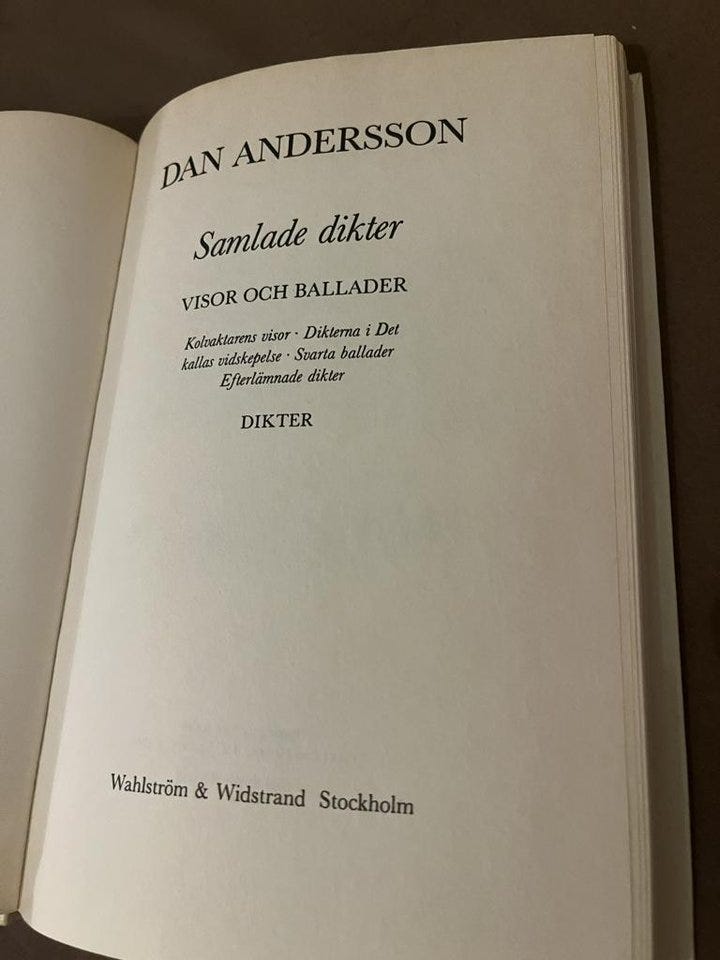 DAN ANDERSSON
Samlade dikter
VISOR OCH BALLADER
Kolvaktarens visor · Dikterna i Det
kallas vidskepelse · Svarta ballader
Efterlämnade dikter
DIKTER
Wahlström & Widstrand Stockholm